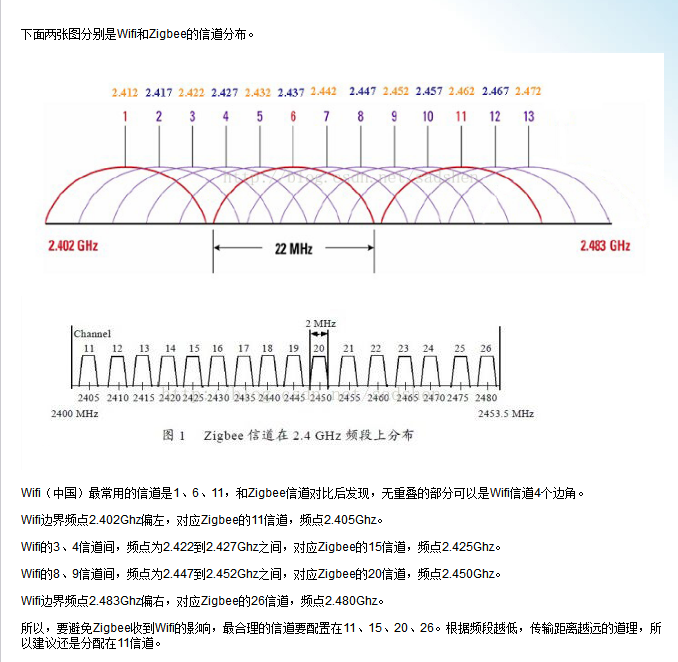 下面两张图分别是Wifi和Zigbee的信道分布。
2.412 2.417 2.422 2.427 2.432 2.437 2.442 2.447 2.452 2.457 2.462 2.467 2.472
1 2 3 4 5 6 7 8 9 10 11 12 13
2.402 GHz
22 MHz
2.483 GHz
2 MHz
Channel
11 12 13 14 15 16 17 18 19 20 21 22 23 24 25 26
2405 2410 2415 2420 2425 2430 2435 2440 2445 2450 2455 2460 2465 2470 2475 2480
2400 MHz
2453.5 MHz
图 1 Zigbee 信道在 2.4 GHz 频段上分布
Wifi（中国）最常用的信道是1、6、11，和Zigbee信道对比后发现，无重叠的部分可以是Wifi信道4个边角。
Wifi边界频点2.402Ghz偏左，对应Zigbee的11信道，频点2.405Ghz。
Wifi的3、4信道间，频点为2.422到2.427Ghz之间，对应Zigbee的15信道，频点2.425Ghz。
Wifi的8、9信道间，频点为2.447到2.452Ghz之间，对应Zigbee的20信道，频点2.450Ghz。
Wifi边界频点2.483Ghz偏右，对应Zigbee的26信道，频点2.480Ghz。
所以，要避免Zigbee收到Wifi的影响，最合理的信道要配置在11、15、20、26。根据频段越低，传输距离越远的道理，所
以建议还是分配在11信道。